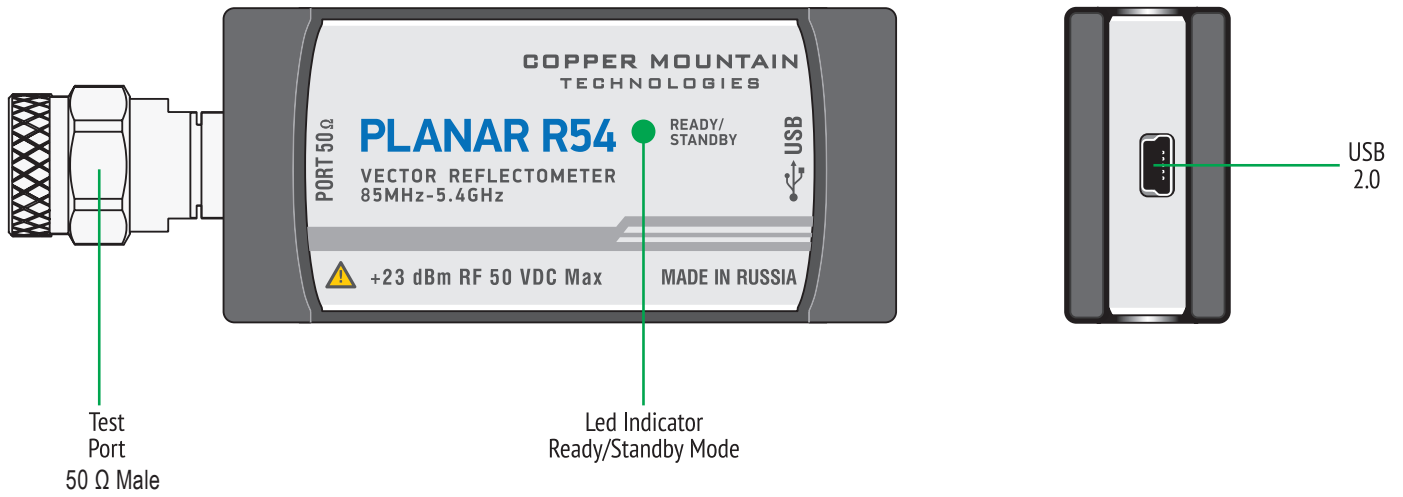 COPPER MOUNTAIN
TECHNOLOGIES
PORT 50 Ω
PLANAR R54
READY/
STANDBY
USB
VECTOR REFLECTOMETER
85MHz-5.4GHz
+23 dBm RF 50 VDC Max
MADE IN RUSSIA
USB
2.0
Test
Port
50 Ω Male
Led Indicator
Ready/Standby Mode